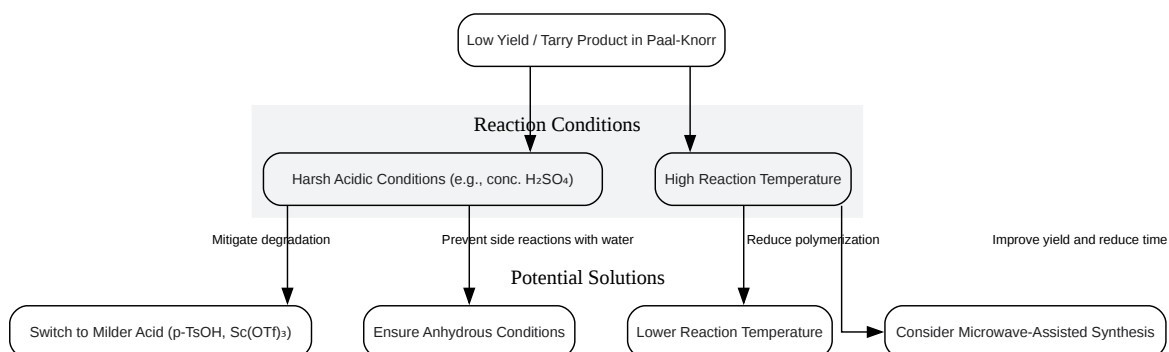 Low Yield / Tarry Product in Paal-Knorr
Reaction Conditions
Harsh Acidic Conditions (e.g., conc. H₂SO₄)
High Reaction Temperature
Mitigate degradation
Prevent side reactions with water
Reduce polymerization
Improve yield and reduce time
Potential Solutions
Switch to Milder Acid (p-TsOH, Sc(OTf)₃)
Ensure Anhydrous Conditions
Lower Reaction Temperature
Consider Microwave-Assisted Synthesis